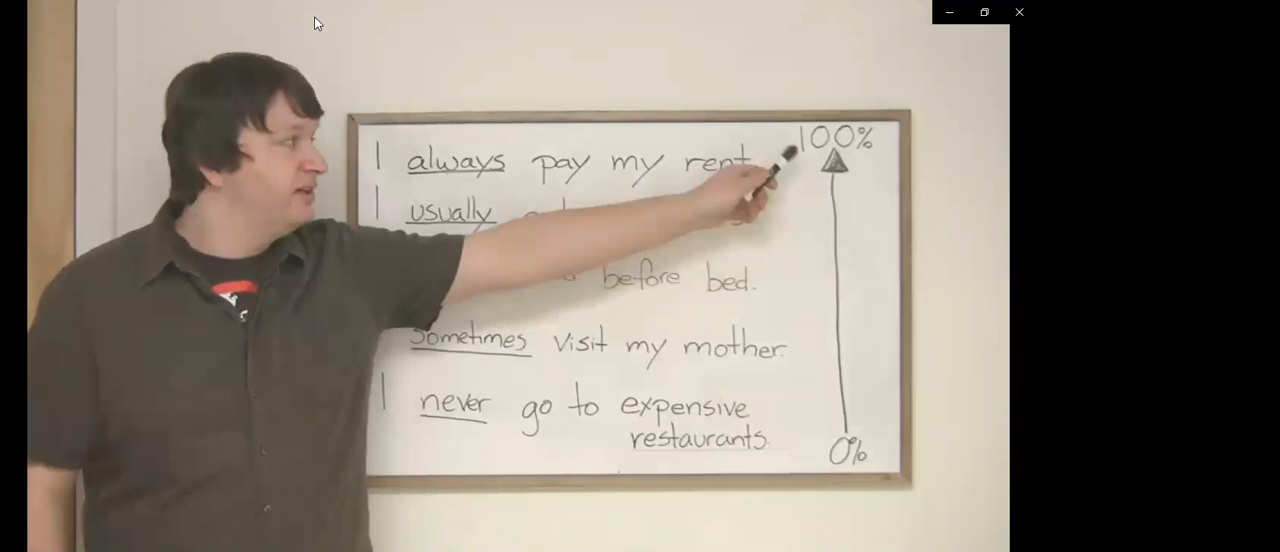 I always pay my rent
100%
I usually
before bed.
sometimes visit my mother.
I never go to expensive
restaurants.
0%